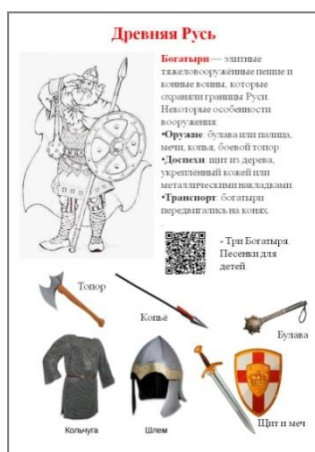 Древняя Русь
Богатыри — элитные
тяжеловооружённые пешие и
конные воины, которые
охраняли границы Руси.
Некоторые особенности
вооружения:
•Оружие: булава или палица,
мечи, копья, боевой топор.
•Доспехи: щит из дерева,
укреплённый кожей или
металлическими накладками.
•Транспорт: богатыри
передвигались на конях.
- Три Богатыря.
Песенки для
детей.
Топор
Копьё
Булава
Щит и меч
Кольчуга
Шлем